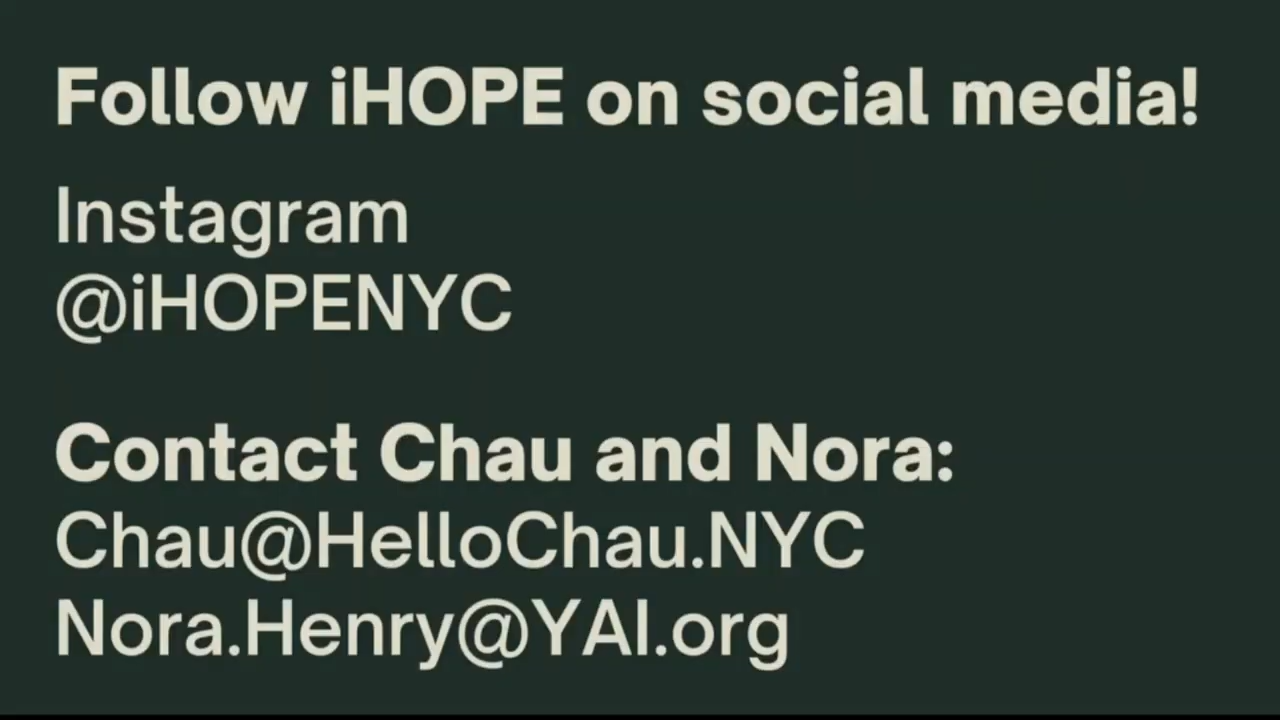 Follow iHOPE on social media!
Instagram
@iHOPENYC
Contact Chau and Nora:
Chau@HelloChau.NYC
Nora.Henry@YAI.org